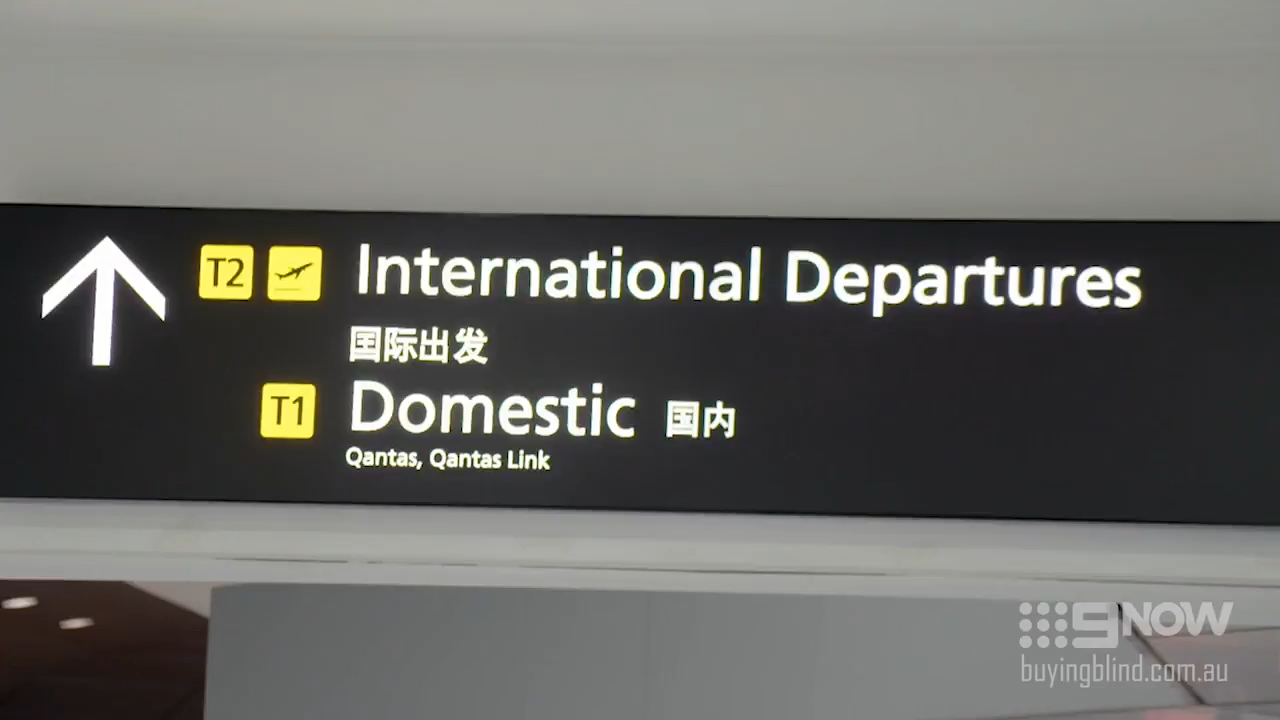 T2 International Departures
国际出发
T1 Domestic 国内
Qantas, Qantas Link
9NOW
buyingblind.com.au